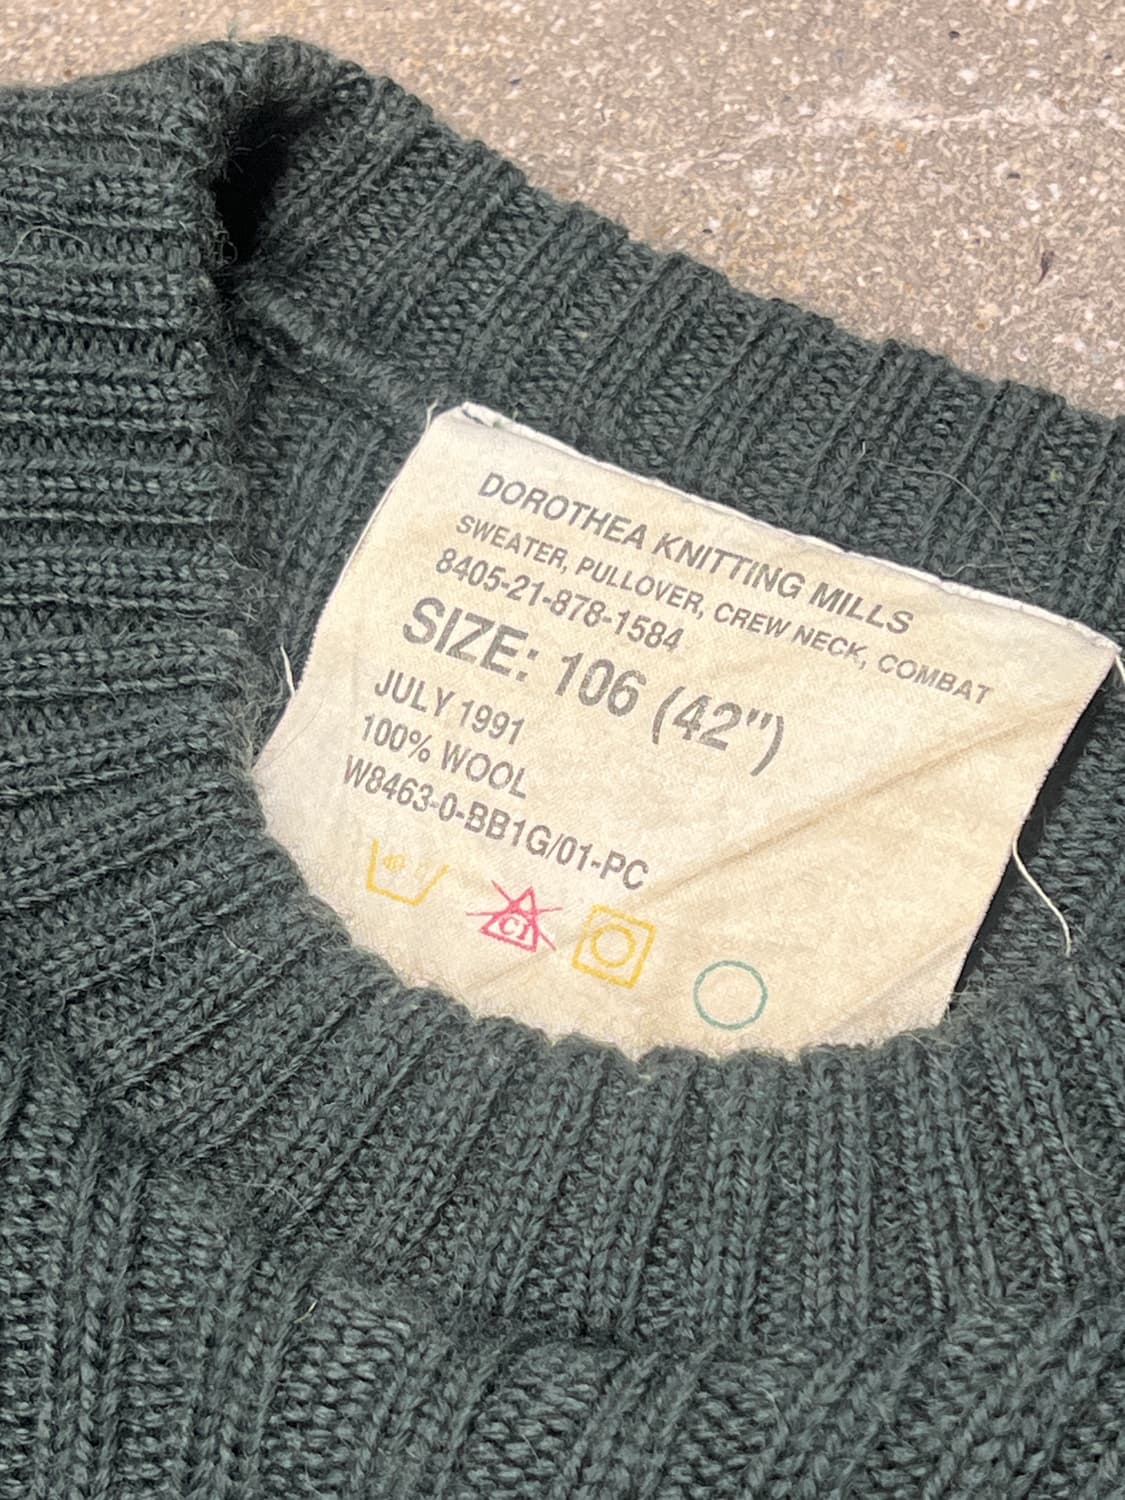 DOROTHEA KNITTING MILLS
SWEATER, PULLOVER, CREW NECK, COMBAT
8405-21-878-1584
SIZE: 106 (42")
JULY 1991
100% WOOL
W8463-0-BB1G/01-PC
CI